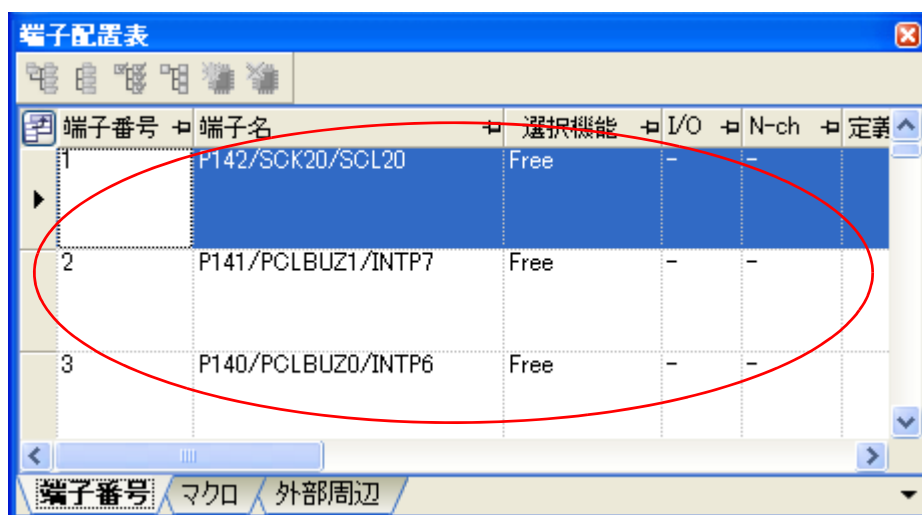 端子配置表
端子番号 端子名 選択機能 I/O N-ch 定義
1 P142/SCK20/SCL20 Free - -
2 P141/PCLBUZ1/INTP7 Free - -
3 P140/PCLBUZ0/INTP6 Free - -
端子番号 マクロ 外部周辺